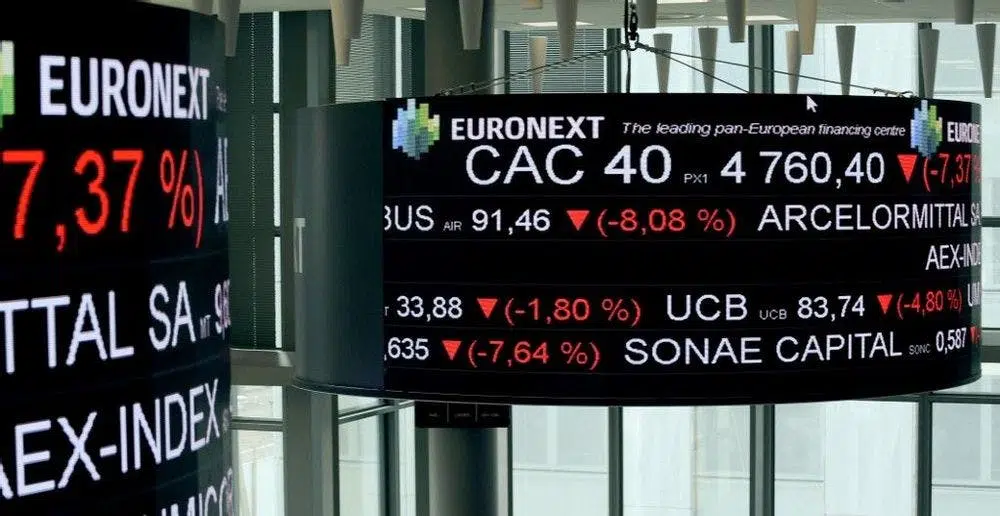 EURONEXT
7,37 %)
TTAL SA MT
AEX-INDEX
EURONEXT The leading pan-European financing centre
CAC 40 PX1 4 760,40 ▼(-7,37 %
BUS AIR 91,46 ▼(-8,08 %) ARCELORMITTAL SA
AEX-INDE
33,88 ▼(-1,80 %) UCB UCB 83,74 ▼(-4,80 %)
,635 ▼(-7,64 %) SONAE CAPITAL SONC 0,587 ▼
EURONE